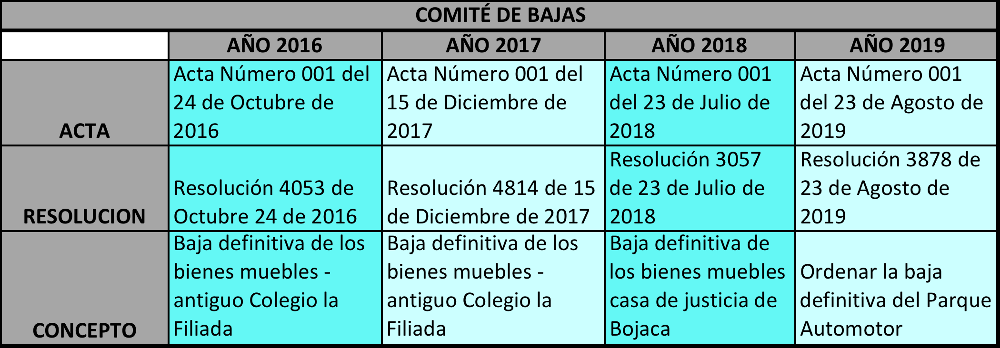 COMITÉ DE BAJAS
AÑO 2016
AÑO 2017
AÑO 2018
AÑO 2019
ACTA
Acta Número 001 del
24 de Octubre de
2016
Acta Número 001 del
15 de Diciembre de
2017
Acta Número 001
del 23 de Julio de
2018
Acta Número 001
del 23 de Agosto de
2019
RESOLUCION
Resolución 4053 de
Octubre 24 de 2016
Resolución 4814 de 15
de Diciembre de 2017
Resolución 3057
de 23 de Julio de
2018
Resolución 3878 de
23 de Agosto de
2019
CONCEPTO
Baja definitiva de los
bienes muebles -
antiguo Colegio la
Filiada
Baja definitiva de los
bienes muebles -
antiguo Colegio la
Filiada
Baja definitiva de
los bienes muebles
casa de justicia de
Bojaca
Ordenar la baja
definitiva del Parque
Automotor